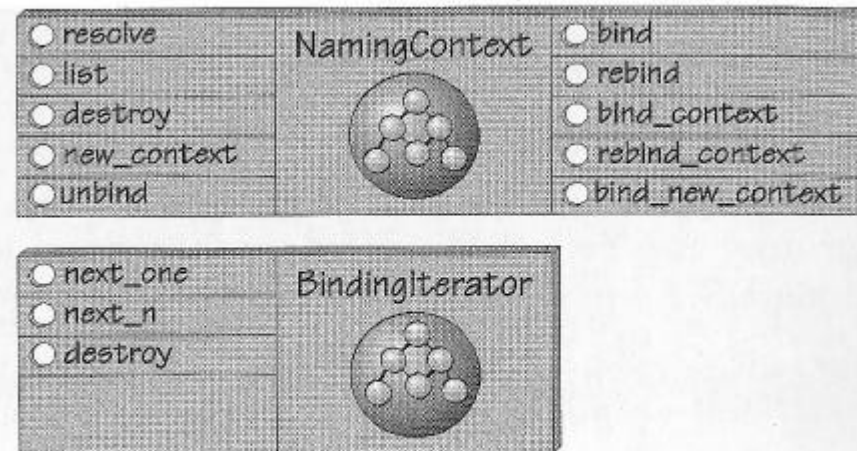 resolve
list
destroy
new_context
unbind
NamingContext
bind
rebind
bind_context
rebind_context
bind_new_context
next_one
next_n
destroy
BindingIterator